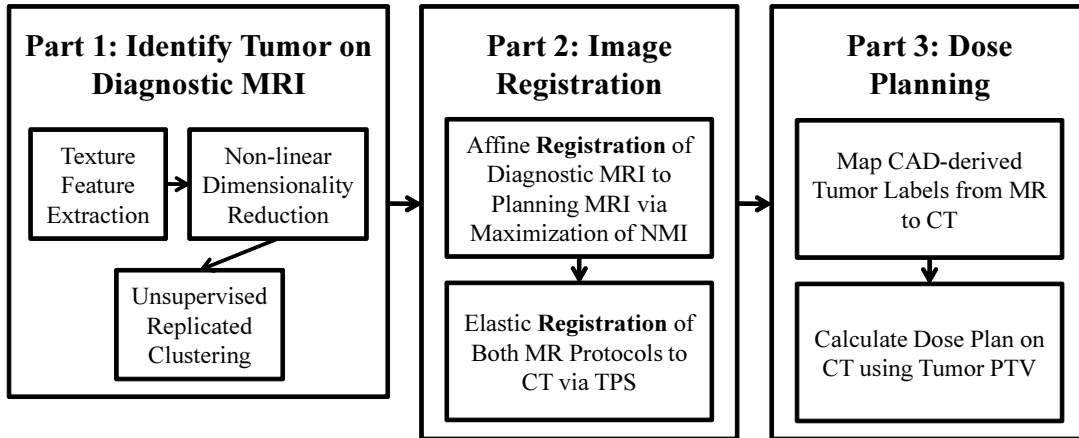 Part 1: Identify Tumor on
Diagnostic MRI
Texture
Feature
Extraction
Non-linear
Dimensionality
Reduction
Unsupervised
Replicated
Clustering
Part 2: Image
Registration
Affine Registration of
Diagnostic MRI to
Planning MRI via
Maximization of NMI
Elastic Registration of
Both MR Protocols to
CT via TPS
Part 3: Dose
Planning
Map CAD-derived
Tumor Labels from MR
to CT
Calculate Dose Plan on
CT using Tumor PTV